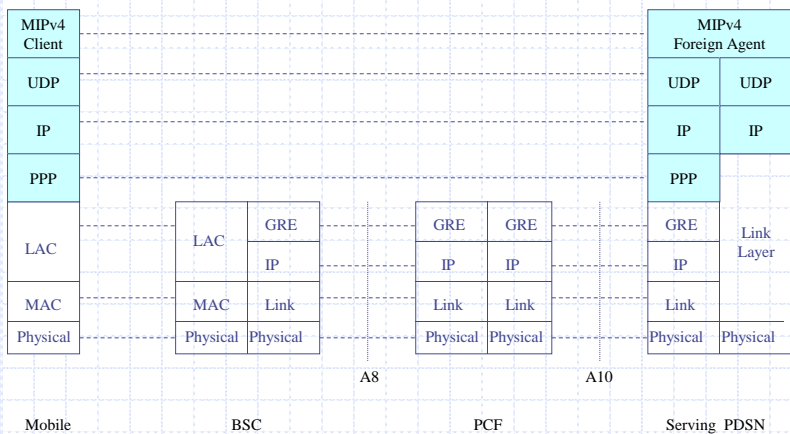 MIPv4
Client
MIPv4
Foreign Agent
UDP
UDP
UDP
IP
IP
IP
PPP
PPP
LAC
LAC
GRE
GRE
GRE
GRE
Link
Layer
IP
IP
IP
IP
MAC
MAC
Link
Link
Link
Link
Physical
Physical
Physical
Physical
Physical
Physical
Physical
A8
A10
Mobile
BSC
PCF
Serving PDSN